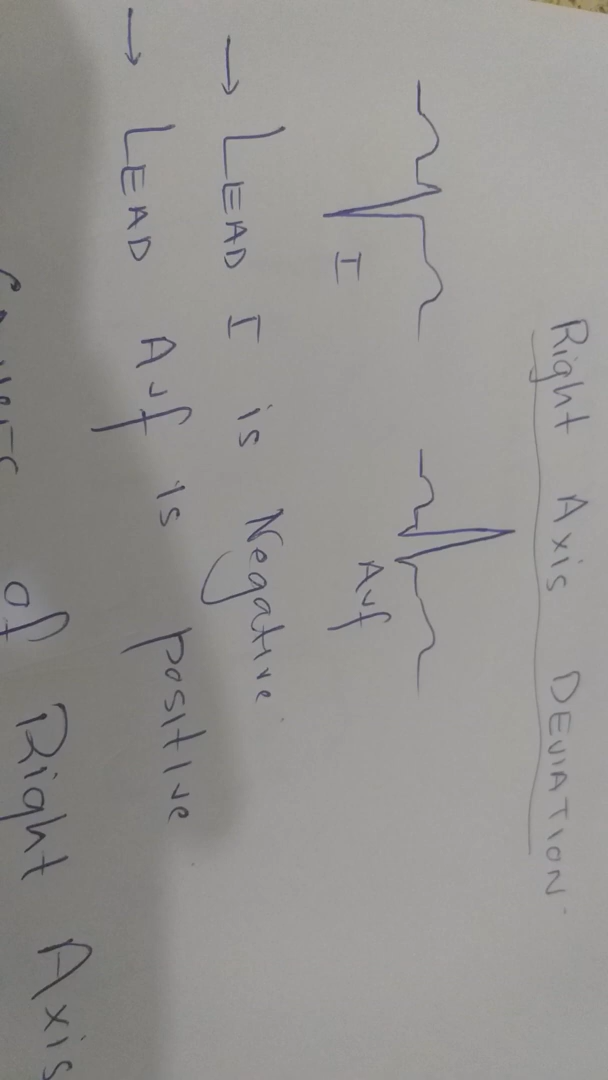 Right Axis DEVIATION.
I Avf
→ LEAD I is Negative
→ LEAD Avf is positive
of Right Axis